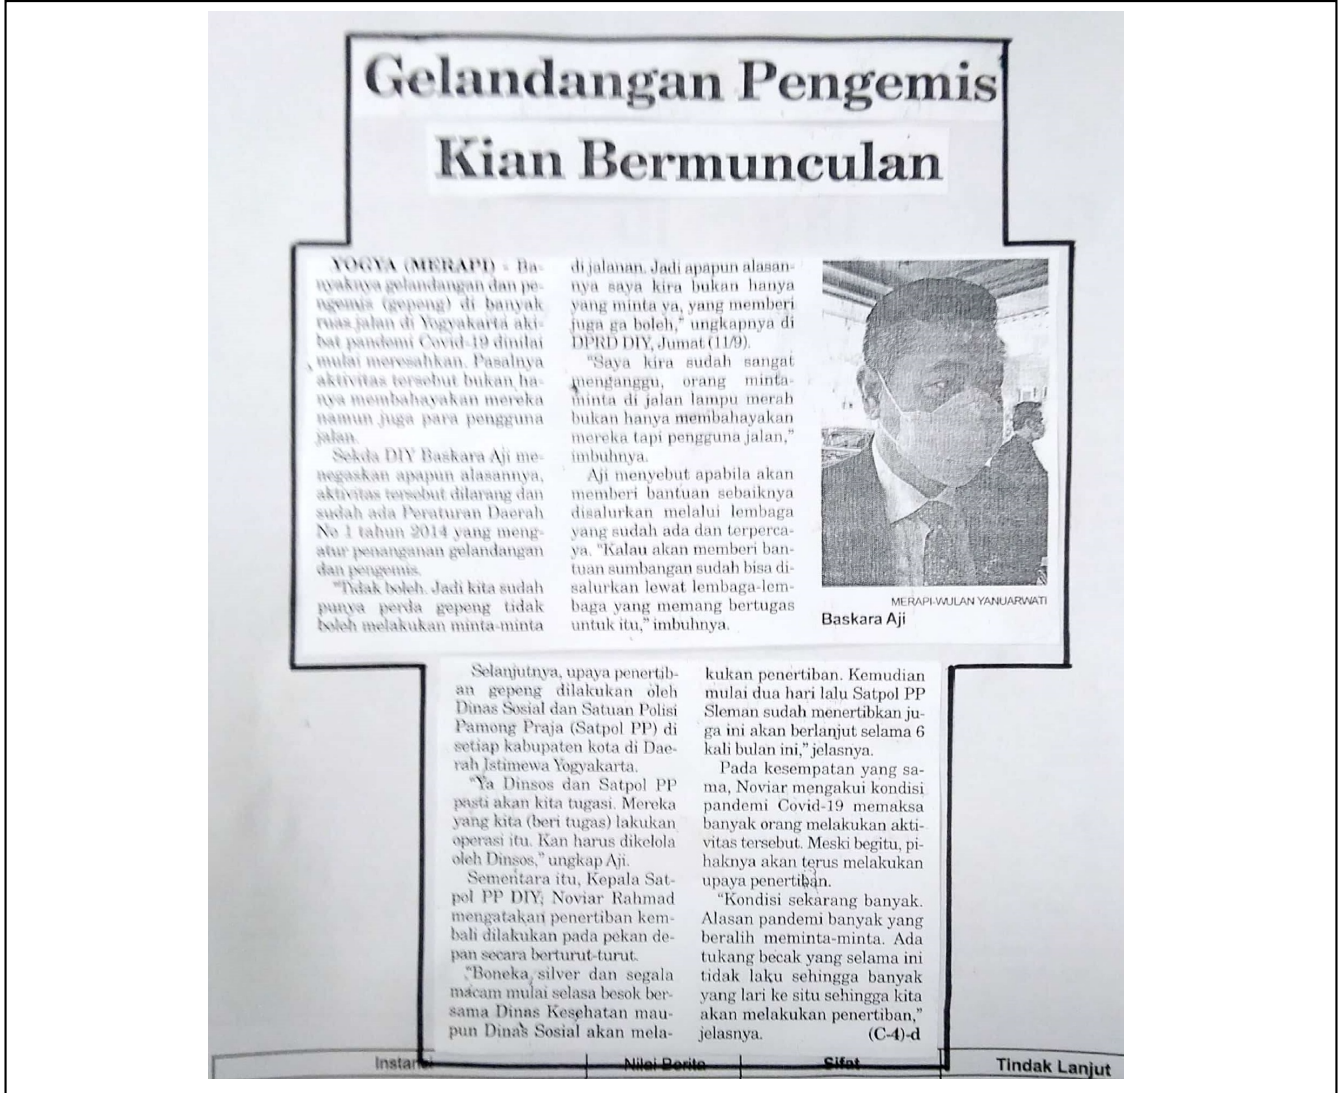 Gelandangan Pengemis
Kian Bermunculan
YOGYA (MERAPI) - Ba-
nyaknya gelandangan dan pe-
ngemis (gepeng) di banyak
ruas jalan di Yogyakarta aki-
bat pandemi Covid-19 dinilai
mulai meresahkan. Pasalnya
aktivitas tersebut bukan ha-
nya membahayakan mereka
namun juga para pengguna
jalan.
Sekda DIY Baskara Aji me-
negaskan apapun alasannya,
aktivitas tersebut dilarang dan
sudah ada Peraturan Daerah
No 1 tahun 2014 yang meng-
atur penanganan gelandangan
dan pengemis.
"Tidak boleh. Jadi kita sudah
punya perda gepeng tidak
boleh melakukan minta-minta
di jalanan. Jadi apapun alasan-
nya saya kira bukan hanya
yang minta ya, yang memberi
juga ga boleh," ungkapnya di
DPRD DIY, Jumat (11/9).
"Saya kira sudah sangat
menganggu, orang minta-
minta di jalan lampu merah
bukan hanya membahayakan
mereka tapi pengguna jalan,"
imbuhnya.
Aji menyebut apabila akan
memberi bantuan sebaiknya
disalurkan melalui lembaga
yang sudah ada dan terperca-
ya. "Kalau akan memberi ban-
tuan sumbangan sudah bisa di-
salurkan lewat lembaga-lem-
baga yang memang bertugas
untuk itu," imbuhnya.
MERAPI-WULAN YANUARWATI
Baskara Aji
Selanjutnya, upaya penertib-
an gepeng dilakukan oleh
Dinas Sosial dan Satuan Polisi
Pamong Praja (Satpol PP) di
setiap kabupaten kota di Dae-
rah Istimewa Yogyakarta.
"Ya Dinsos dan Satpol PP
pasti akan kita tugasi. Mereka
yang kita (beri tugas) lakukan
operasi itu. Kan harus dikelola
oleh Dinsos," ungkap Aji.
Sementara itu, Kepala Sat-
pol PP DIY, Noviar Rahmad
mengatakan penertiban kem-
bali dilakukan pada pekan de-
pan secara berturut-turut.
"Boneka, silver dan segala
macam mulai selasa besok ber-
sama Dinas Kesehatan mau-
pun Dinas Sosial akan mela-
kukan penertiban. Kemudian
mulai dua hari lalu Satpol PP
Sleman sudah menertibkan ju-
ga ini akan berlanjut selama 6
kali bulan ini," jelasnya.
Pada kesempatan yang sa-
ma, Noviar mengakui kondisi
pandemi Covid-19 memaksa
banyak orang melakukan akti-
vitas tersebut. Meski begitu, pi-
haknya akan terus melakukan
upaya penertiban.
"Kondisi sekarang banyak.
Alasan pandemi banyak yang
beralih meminta-minta. Ada
tukang becak yang selama ini
tidak laku sehingga banyak
yang lari ke situ sehingga kita
akan melakukan penertiban,"
jelasnya. (C-4)-d
Instansi Nilai Berita Sifat Tindak Lanjut